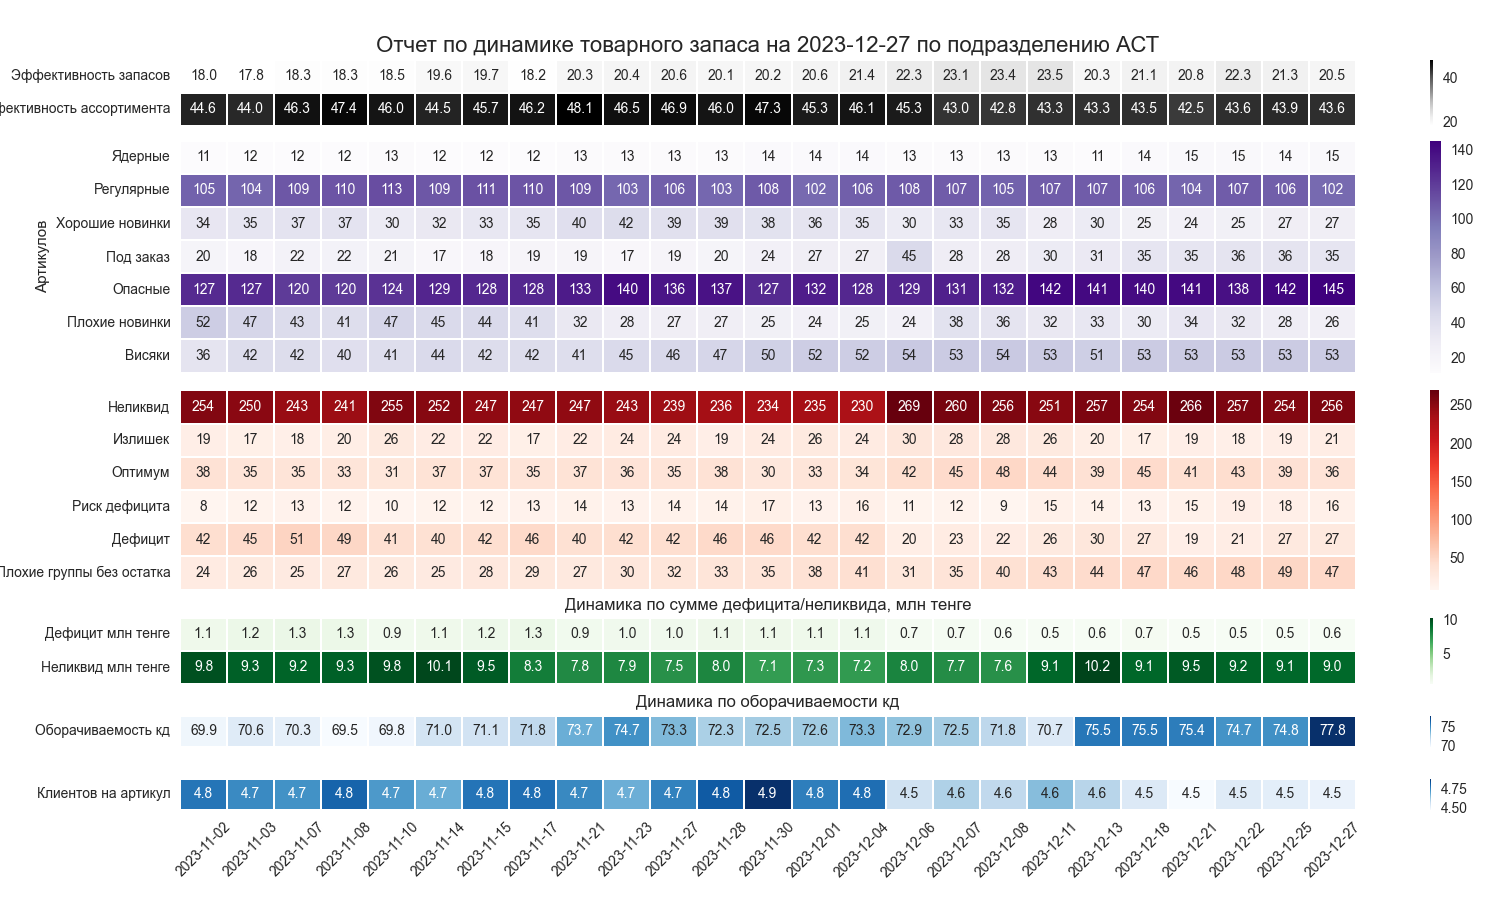 Отчет по динамике товарного запаса на 2023-12-27 по подразделению АСТ
Эффективность запасов 18.0 17.8 18.3 18.3 18.5 19.6 19.7 18.2 20.3 20.4 20.6 20.1 20.2 20.6 21.4 22.3 23.1 23.4 23.5 20.3 21.1 20.8 22.3 21.3 20.5
фективность ассортимента 44.6 44.0 46.3 47.4 46.0 44.5 45.7 46.2 48.1 46.5 46.9 46.0 47.3 45.3 46.1 45.3 43.0 42.8 43.3 43.3 43.5 42.5 43.6 43.9 43.6
40
20
Артикулов
Ядерные 11 12 12 12 13 12 12 12 13 13 13 13 14 14 14 13 13 13 13 11 14 15 15 14 15
Регулярные 105 104 109 110 113 109 111 110 109 103 106 103 108 102 106 108 107 105 107 107 106 104 107 106 102
Хорошие новинки 34 35 37 37 30 32 33 35 40 42 39 39 38 36 35 30 33 35 28 30 25 24 25 27 27
Под заказ 20 18 22 22 21 17 18 19 19 17 19 20 24 27 27 45 28 28 30 31 35 35 36 36 35
Опасные 127 127 120 120 124 129 128 128 133 140 136 137 127 132 128 129 131 132 142 141 140 141 138 142 145
Плохие новинки 52 47 43 41 47 45 44 41 32 28 27 27 25 24 25 24 38 36 32 33 30 34 32 28 26
Висяки 36 42 42 40 41 44 42 42 41 45 46 47 50 52 52 54 53 54 53 51 53 53 53 53 53
140
120
100
80
60
40
20
Неликвид 254 250 243 241 255 252 247 247 247 243 239 236 234 235 230 269 260 256 251 257 254 266 257 254 256
Излишек 19 17 18 20 26 22 22 17 22 24 24 19 24 26 24 30 28 28 26 20 17 19 18 19 21
Оптимум 38 35 35 33 31 37 37 35 37 36 35 38 30 33 34 42 45 48 44 39 45 41 43 39 36
Риск дефицита 8 12 13 12 10 12 12 13 14 13 14 14 17 13 16 11 12 9 15 14 13 15 19 18 16
Дефицит 42 45 51 49 41 40 42 46 40 42 42 46 46 42 42 20 23 22 26 30 27 19 21 27 27
Плохие группы без остатка 24 26 25 27 26 25 28 29 27 30 32 33 35 38 41 31 35 40 43 44 47 46 48 49 47
250
200
150
100
50
Динамика по сумме дефицита/неликвида, млн тенге
Дефицит млн тенге 1.1 1.2 1.3 1.3 0.9 1.1 1.2 1.3 0.9 1.0 1.0 1.1 1.1 1.1 1.1 0.7 0.7 0.6 0.5 0.6 0.7 0.5 0.5 0.5 0.6
Неликвид млн тенге 9.8 9.3 9.2 9.3 9.8 10.1 9.5 8.3 7.8 7.9 7.5 8.0 7.1 7.3 7.2 8.0 7.7 7.6 9.1 10.2 9.1 9.5 9.2 9.1 9.0
10
5
Динамика по оборачиваемости кд
Оборачиваемость кд 69.9 70.6 70.3 69.5 69.8 71.0 71.1 71.8 73.7 74.7 73.3 72.3 72.5 72.6 73.3 72.9 72.5 71.8 70.7 75.5 75.5 75.4 74.7 74.8 77.8
75
70
Клиентов на артикул 4.8 4.7 4.7 4.8 4.7 4.7 4.8 4.8 4.7 4.7 4.7 4.8 4.9 4.8 4.8 4.5 4.6 4.6 4.6 4.6 4.5 4.5 4.5 4.5 4.5
4.75
4.50
2023-11-02 2023-11-03 2023-11-07 2023-11-08 2023-11-10 2023-11-14 2023-11-15 2023-11-17 2023-11-21 2023-11-23 2023-11-27 2023-11-28 2023-11-30 2023-12-01 2023-12-04 2023-12-06 2023-12-07 2023-12-08 2023-12-11 2023-12-13 2023-12-18 2023-12-21 2023-12-22 2023-12-25 2023-12-27